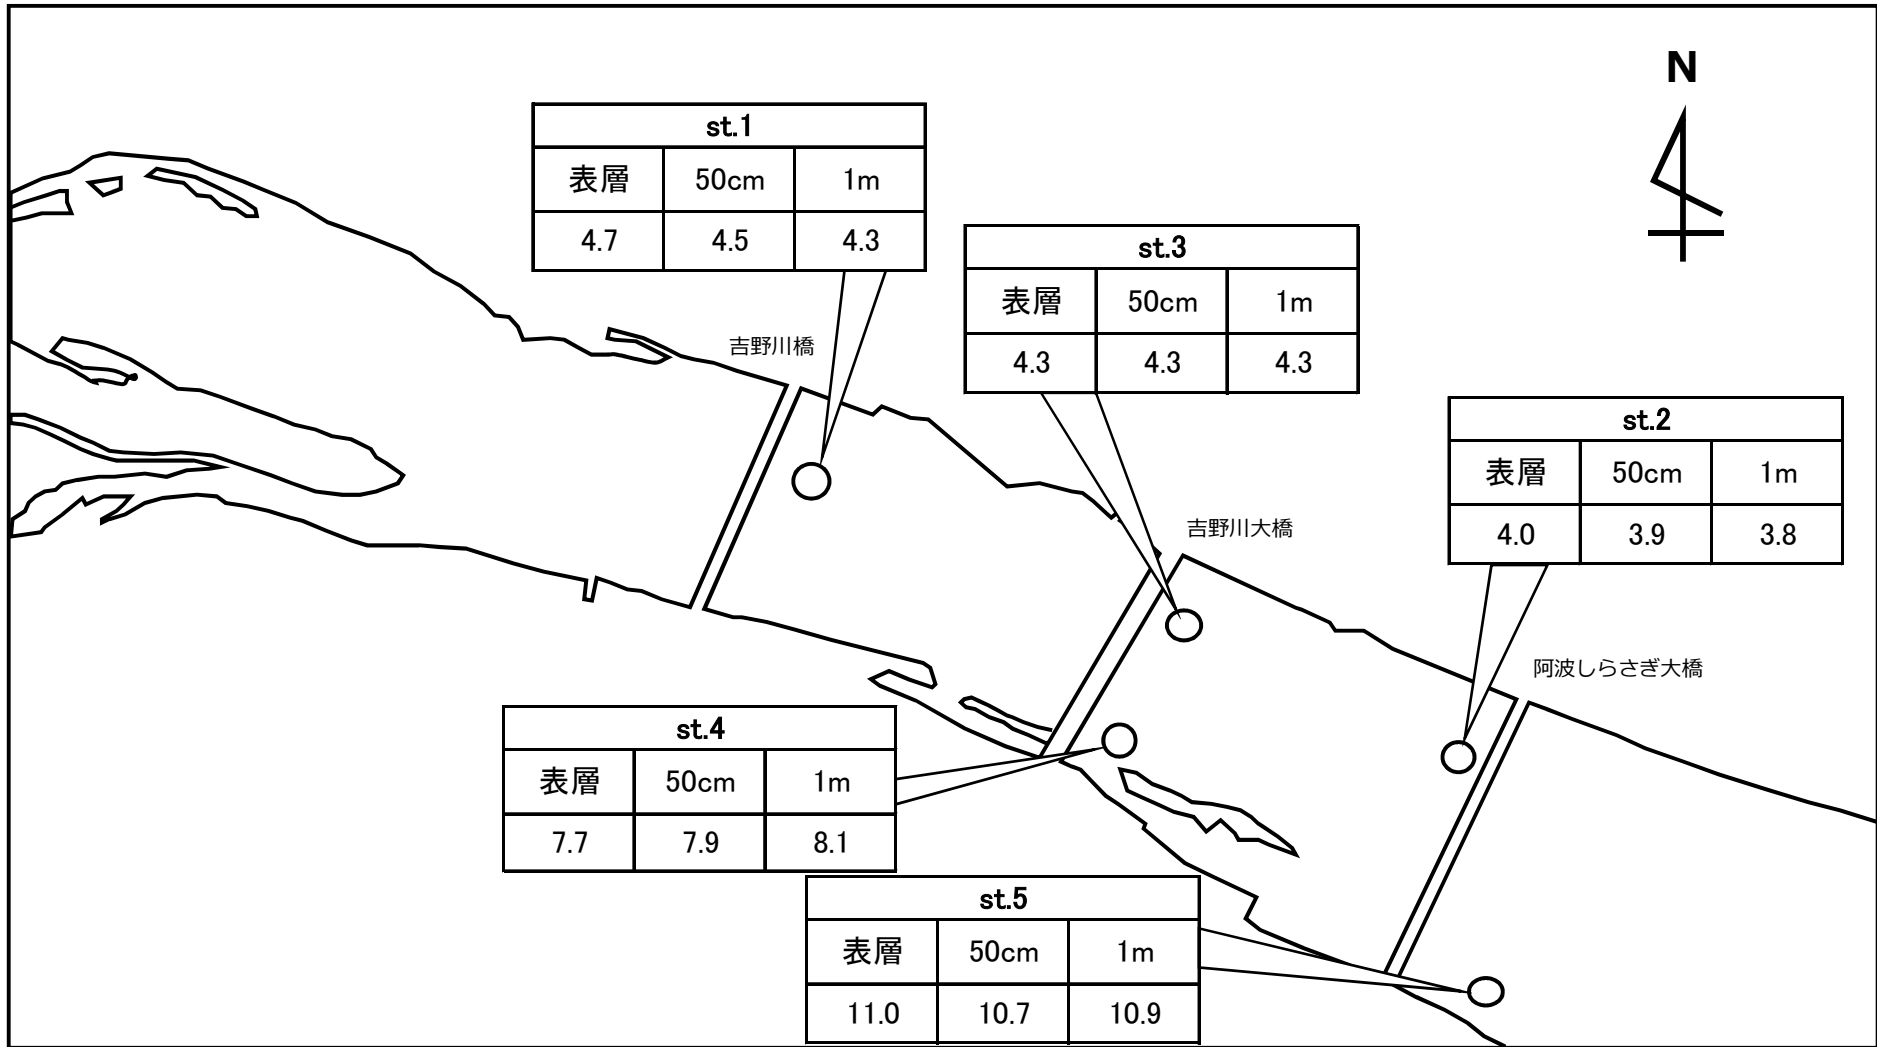 N
st.1
表層 50cm 1m
4.7 4.5 4.3
st.3
表層 50cm 1m
4.3 4.3 4.3
吉野川橋
st.2
表層 50cm 1m
4.0 3.9 3.8
吉野川大橋
阿波しらさぎ大橋
st.4
表層 50cm 1m
7.7 7.9 8.1
st.5
表層 50cm 1m
11.0 10.7 10.9